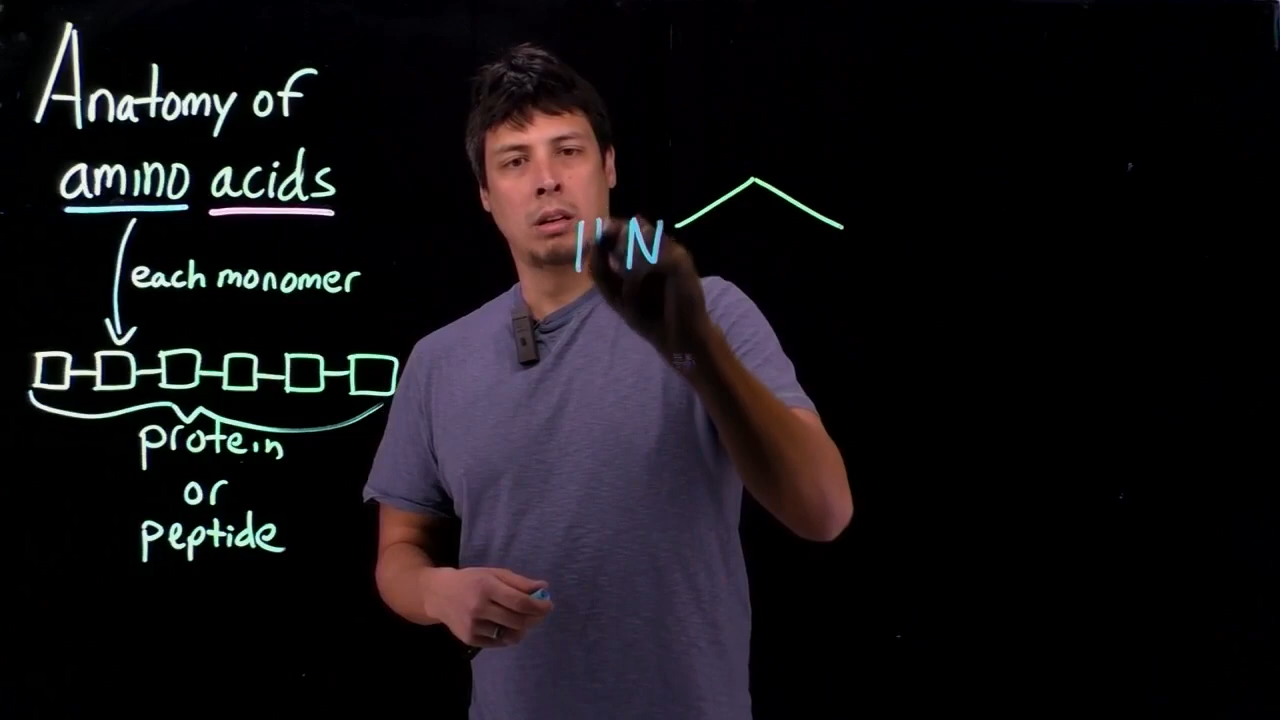 Anatomy of
amino acids
each monomer
protein
or
peptide
N